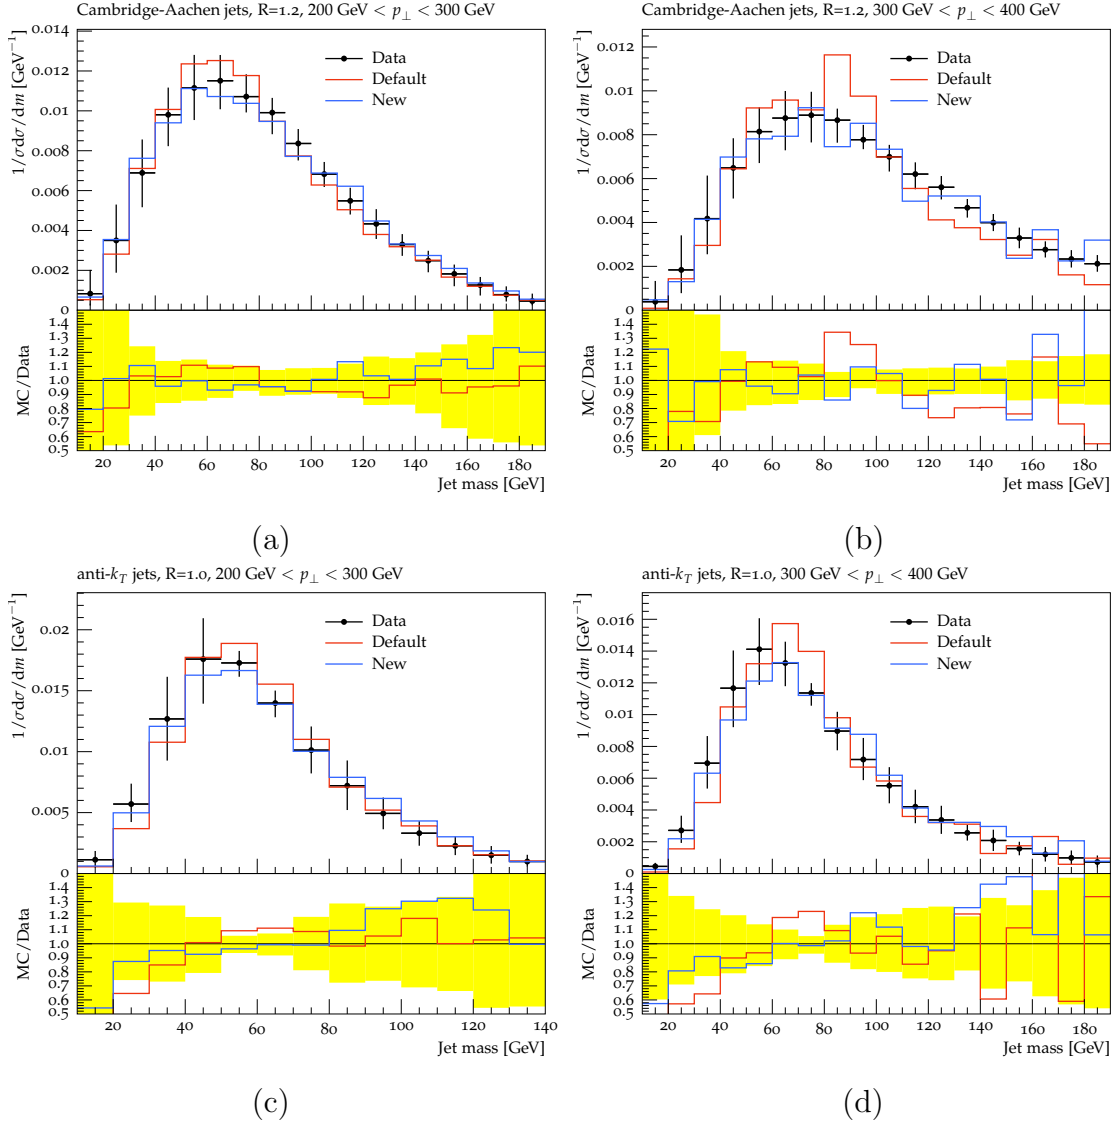 Cambridge-Aachen jets, R=1.2, 200 GeV < p⊥ < 300 GeV
1/σdσ/dm [GeV⁻¹]
0.014
0.012
0.01
0.008
0.006
0.004
0.002
0
Data
Default
New
MC/Data
1.4
1.3
1.2
1.1
1.0
0.9
0.8
0.7
0.6
0.5
20 40 60 80 100 120 140 160 180
Jet mass [GeV]
(a)
Cambridge-Aachen jets, R=1.2, 300 GeV < p⊥ < 400 GeV
1/σdσ/dm [GeV⁻¹]
0.012
0.01
0.008
0.006
0.004
0.002
0
Data
Default
New
MC/Data
1.4
1.3
1.2
1.1
1.0
0.9
0.8
0.7
0.6
0.5
20 40 60 80 100 120 140 160 180
Jet mass [GeV]
(b)
anti-kT jets, R=1.0, 200 GeV < p⊥ < 300 GeV
1/σdσ/dm [GeV⁻¹]
0.02
0.015
0.01
0.005
0
Data
Default
New
MC/Data
1.4
1.3
1.2
1.1
1.0
0.9
0.8
0.7
0.6
0.5
20 40 60 80 100 120 140
Jet mass [GeV]
(c)
anti-kT jets, R=1.0, 300 GeV < p⊥ < 400 GeV
1/σdσ/dm [GeV⁻¹]
0.016
0.014
0.012
0.01
0.008
0.006
0.004
0.002
0
Data
Default
New
MC/Data
1.4
1.3
1.2
1.1
1.0
0.9
0.8
0.7
0.6
0.5
20 40 60 80 100 120 140 160 180
Jet mass [GeV]
(d)